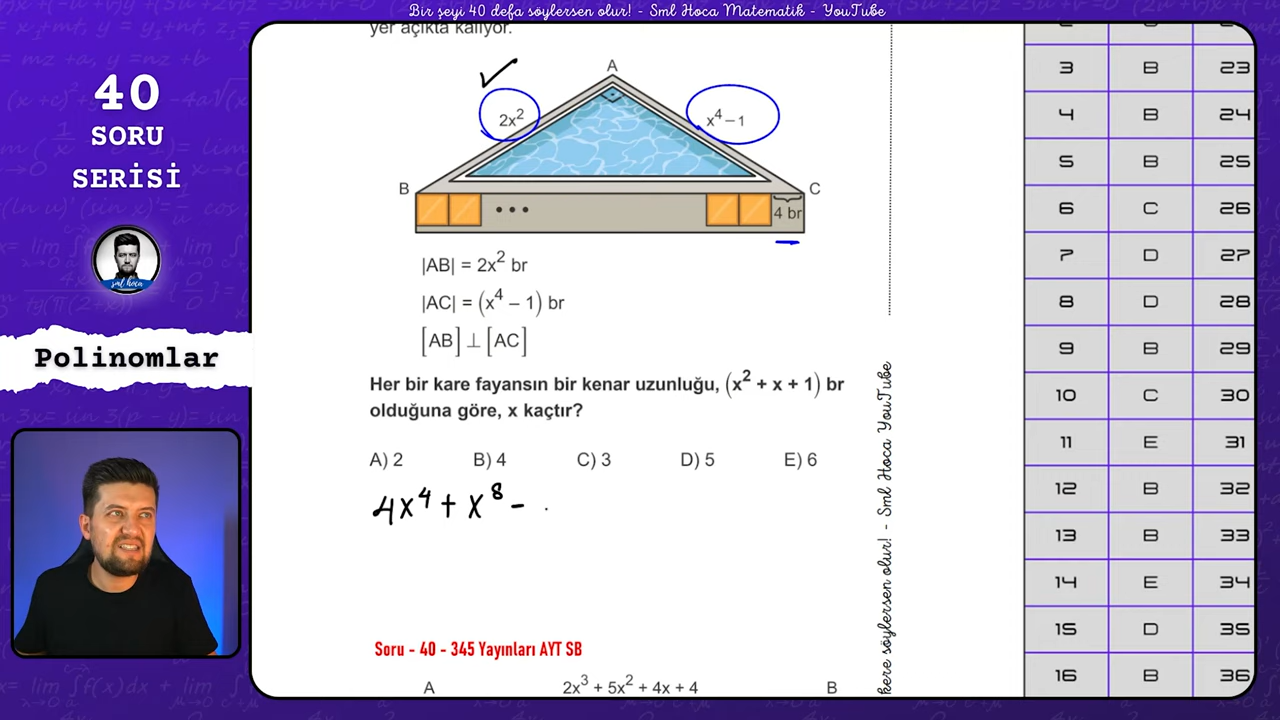 Bir şeyi 40 defa söylersen olur! - Sml Hoca Matematik - YouTube
40
SORU
SERİSİ
sml hoca
Polinomlar
yer açıkta kalıyor.
A
2x² x⁴−1
B C
••• 4 br
|AB| = 2x² br
|AC| = (x⁴ − 1) br
[AB] ⊥ [AC]
Her bir kare fayansın bir kenar uzunluğu, (x² + x + 1) br
olduğuna göre, x kaçtır?
A) 2 B) 4 C) 3 D) 5 E) 6
4x⁴ + x⁸ −
Soru - 40 - 345 Yayınları AYT SB
A 2x³ + 5x² + 4x + 4 B
kere söylersen olur! - Sml Hoca YouTube
3 B 23
4 B 24
5 B 25
6 C 26
7 D 27
8 D 28
9 B 29
10 C 30
11 E 31
12 B 32
13 B 33
14 E 34
15 D 35
16 B 36